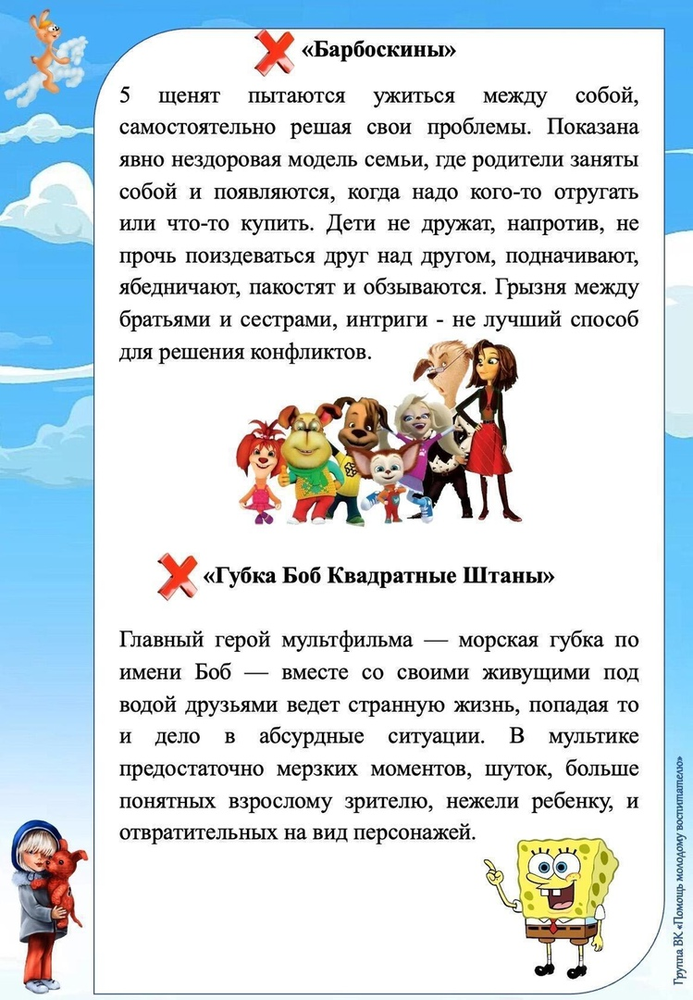 «Барбоскины»
5 щенят пытаются ужиться между собой,
самостоятельно решая свои проблемы. Показана
явно нездоровая модель семьи, где родители заняты
собой и появляются, когда надо кого-то отругать
или что-то купить. Дети не дружат, напротив, не
прочь поиздеваться друг над другом, подначивают,
ябедничают, пакостят и обзываются. Грызня между
братьями и сестрами, интриги - не лучший способ
для решения конфликтов.
«Губка Боб Квадратные Штаны»
Главный герой мультфильма — морская губка по
имени Боб — вместе со своими живущими под
водой друзьями ведет странную жизнь, попадая то
и дело в абсурдные ситуации. В мультике
предостаточно мерзких моментов, шуток, больше
понятных взрослому зрителю, нежели ребенку, и
отвратительных на вид персонажей.
Группа ВК «Помощь молодому воспитателю»